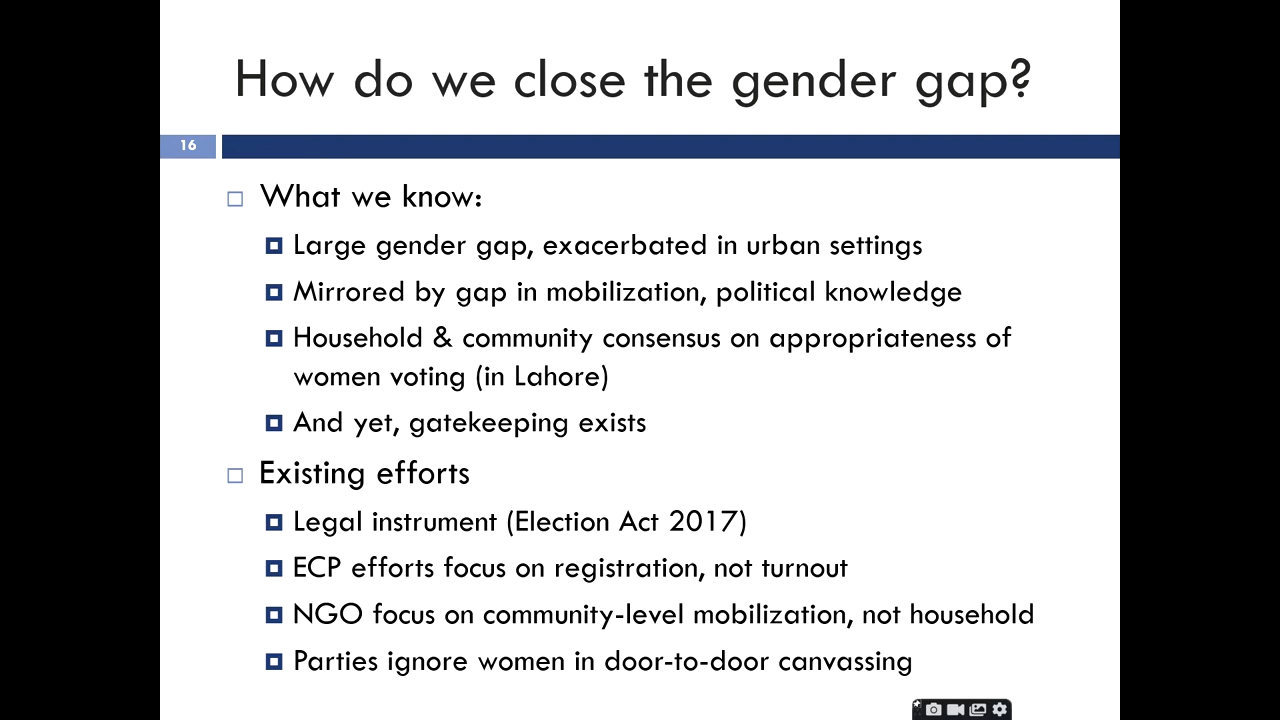 How do we close the gender gap?
16
What we know:
Large gender gap, exacerbated in urban settings
Mirrored by gap in mobilization, political knowledge
Household & community consensus on appropriateness of
women voting (in Lahore)
And yet, gatekeeping exists
Existing efforts
Legal instrument (Election Act 2017)
ECP efforts focus on registration, not turnout
NGO focus on community-level mobilization, not household
Parties ignore women in door-to-door canvassing